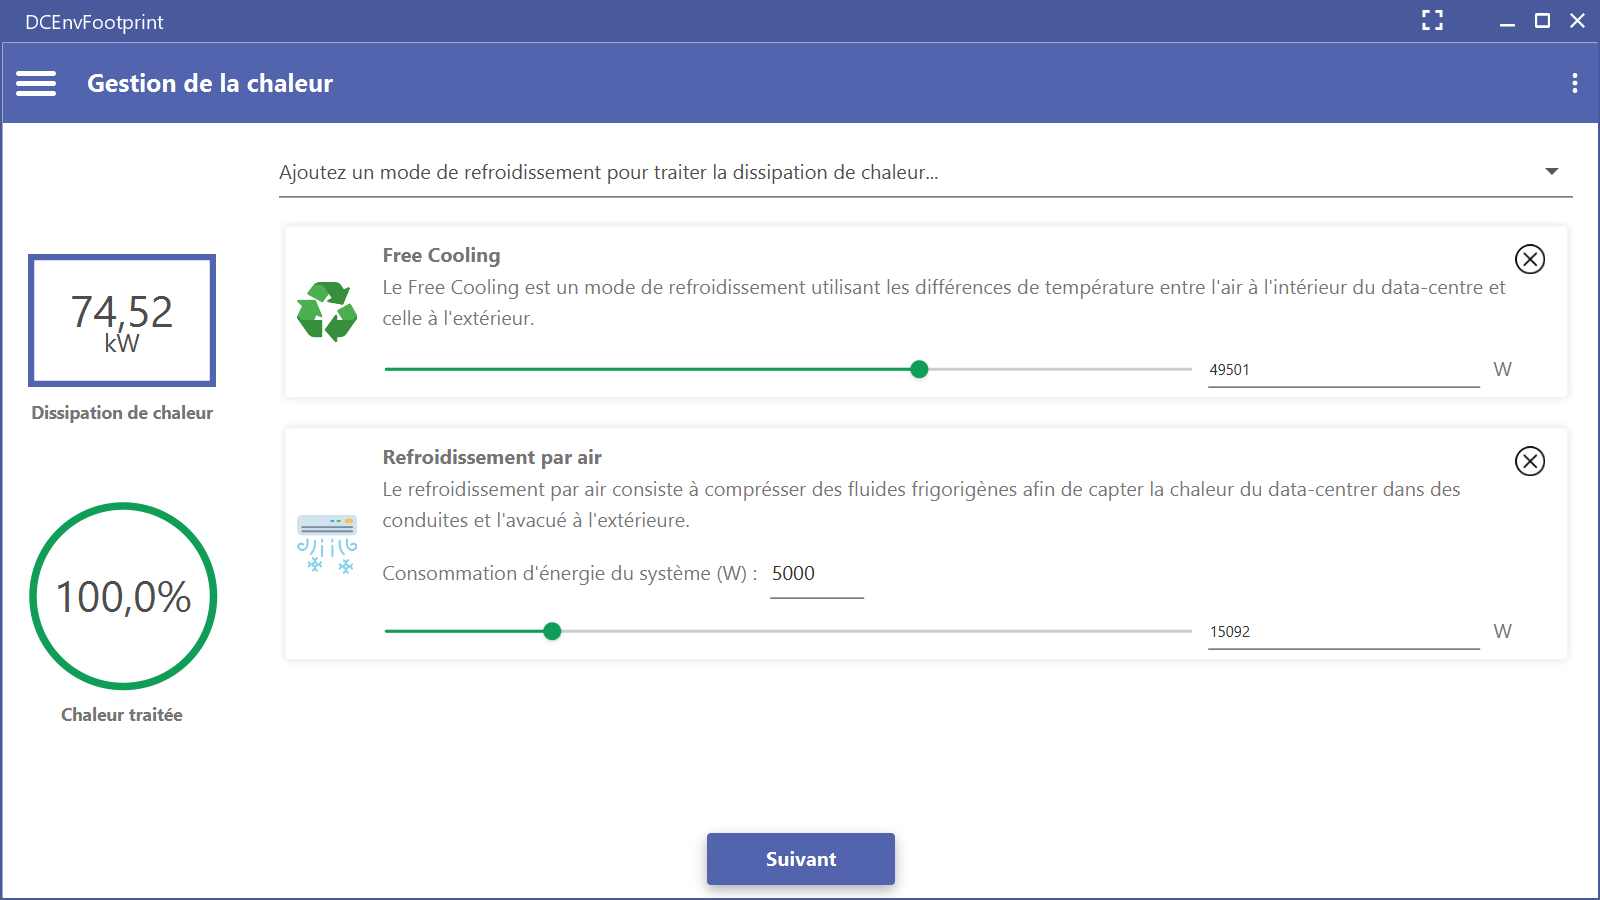 DCEnvFootprint
Gestion de la chaleur
Ajoutez un mode de refroidissement pour traiter la dissipation de chaleur...
74,52
kW
Dissipation de chaleur
100,0%
Chaleur traitée
Free Cooling
Le Free Cooling est un mode de refroidissement utilisant les différences de température entre l'air à l'intérieur du data-centre et
celle à l'extérieur.
49501 W
Refroidissement par air
Le refroidissement par air consiste à comprésser des fluides frigorigènes afin de capter la chaleur du data-centrer dans des
conduites et l'avacué à l'extérieure.
Consommation d'énergie du système (W) : 5000
15092 W
Suivant